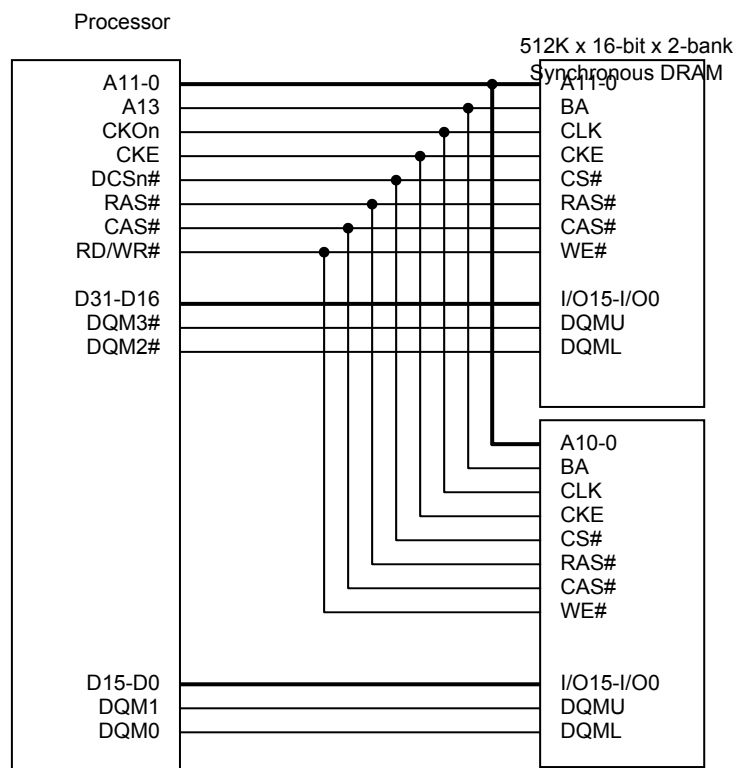 Processor
512K x 16-bit x 2-bank
Synchronous DRAM
A11-0
A13
CKOn
CKE
DCSn#
RAS#
CAS#
RD/WR#
D31-D16
DQM3#
DQM2#
D15-D0
DQM1
DQM0
A11-0
BA
CLK
CKE
CS#
RAS#
CAS#
WE#
I/O15-I/O0
DQMU
DQML
A10-0
BA
CLK
CKE
CS#
RAS#
CAS#
WE#
I/O15-I/O0
DQMU
DQML